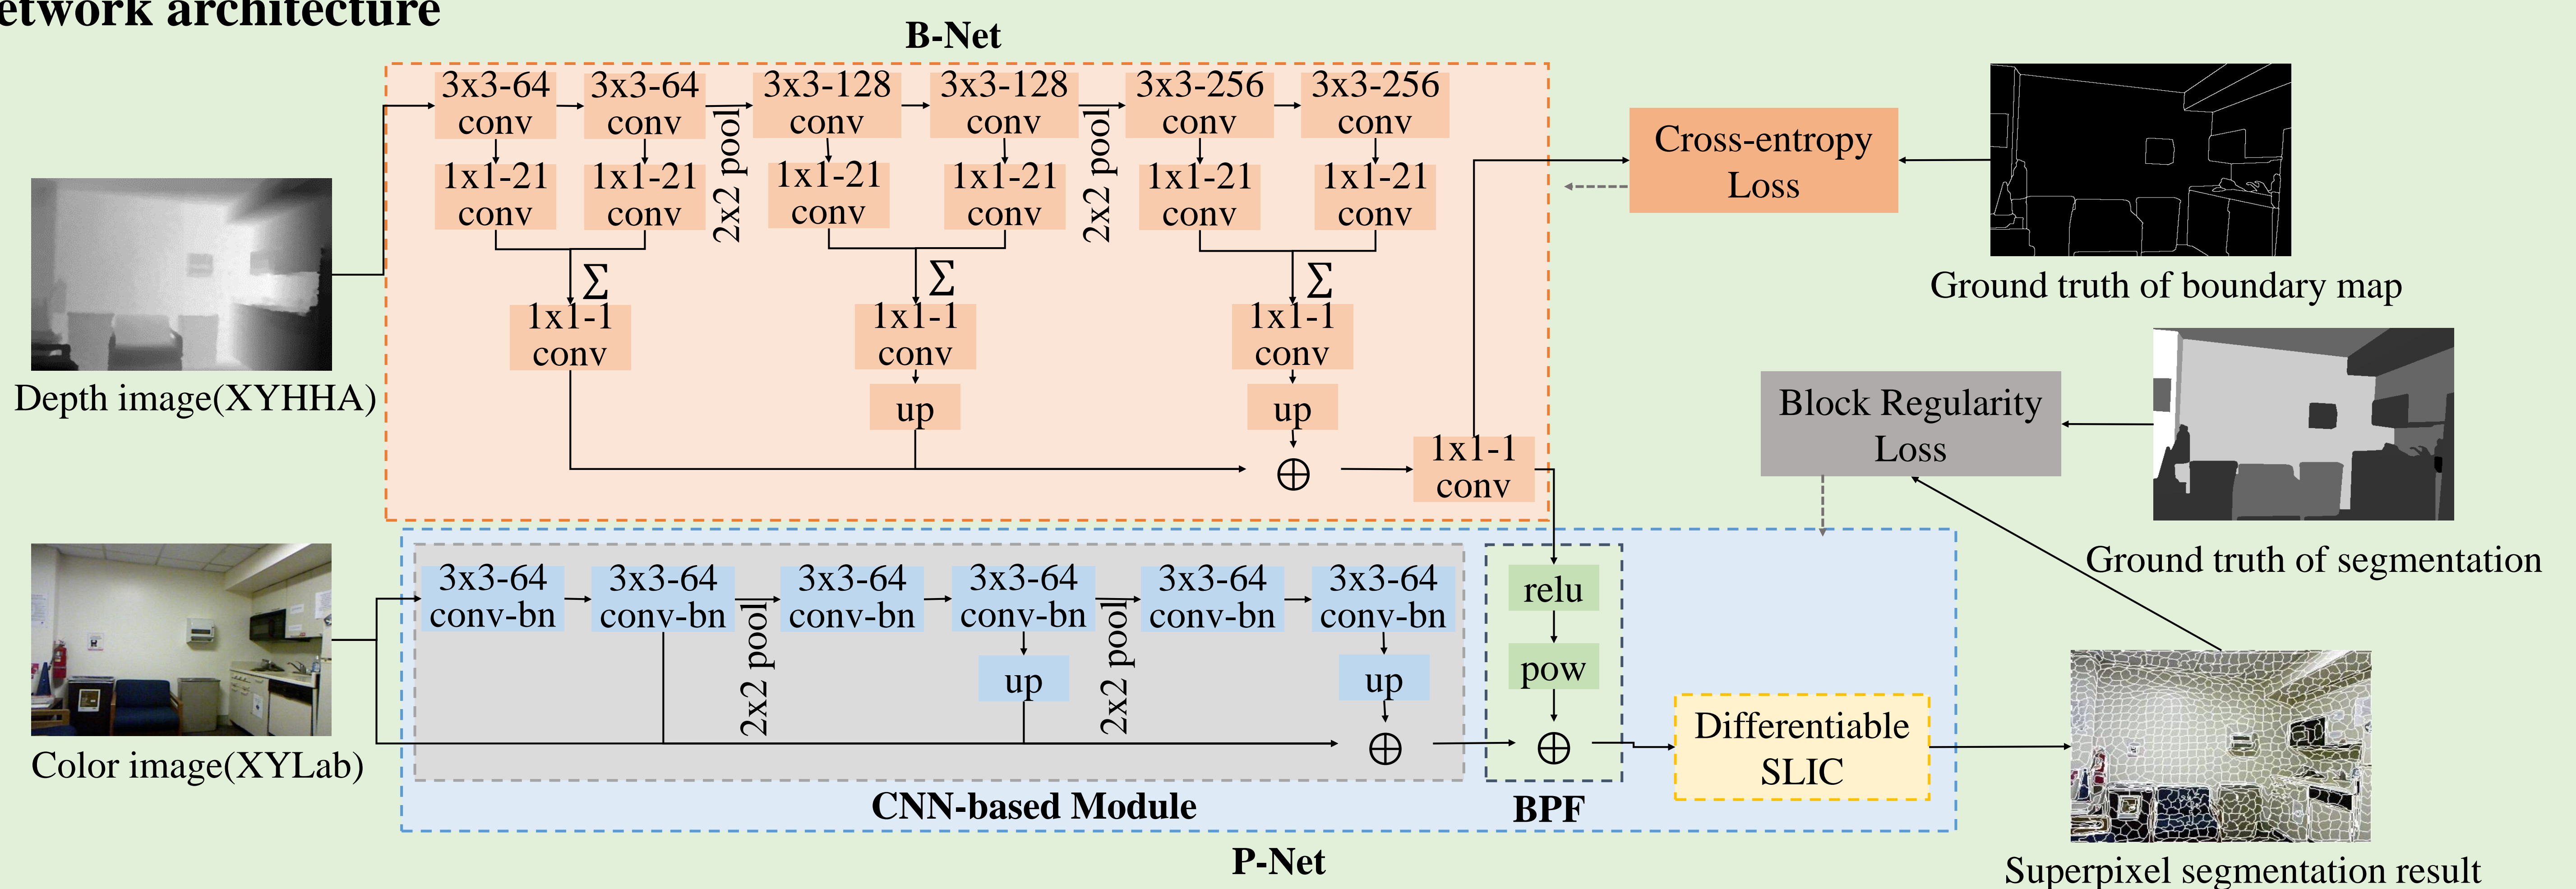 etwork architecture
B-Net
3x3-64
conv
3x3-64
conv
2x2 pool
3x3-128
conv
3x3-128
conv
2x2 pool
3x3-256
conv
3x3-256
conv
1x1-21
conv
1x1-21
conv
1x1-21
conv
1x1-21
conv
1x1-21
conv
1x1-21
conv
Σ
Σ
Σ
1x1-1
conv
1x1-1
conv
1x1-1
conv
up
up
1x1-1
conv
Depth image(XYHHA)
Cross-entropy
Loss
Ground truth of boundary map
Block Regularity
Loss
Ground truth of segmentation
3x3-64
conv-bn
3x3-64
conv-bn
2x2 pool
3x3-64
conv-bn
3x3-64
conv-bn
2x2 pool
3x3-64
conv-bn
3x3-64
conv-bn
up
up
relu
pow
Differentiable
SLIC
Color image(XYLab)
CNN-based Module
BPF
P-Net
Superpixel segmentation result